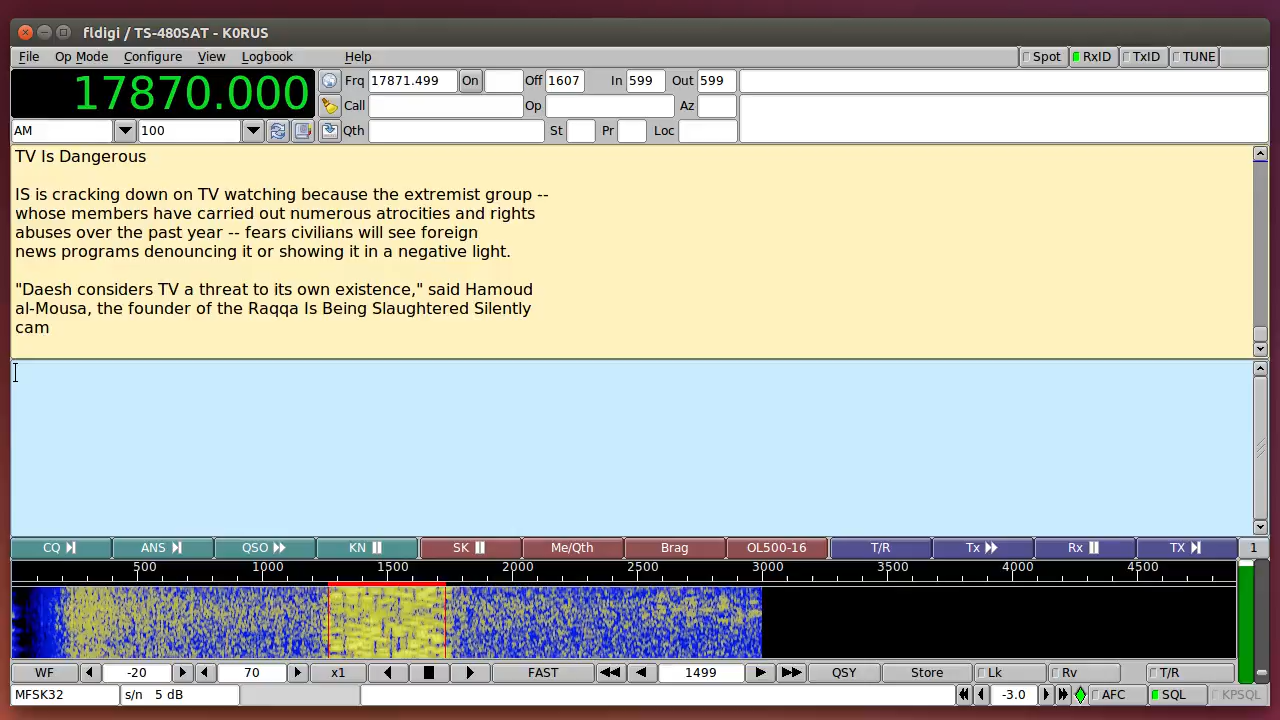 fldigi / TS-480SAT - K0RUS
File Op Mode Configure View Logbook Help Spot RxID TxID TUNE
17870.000 Frq 17871.499 On Off 1607 In 599 Out 599
Call Op Az
AM 100 Qth St Pr Loc
TV Is Dangerous
IS is cracking down on TV watching because the extremist group --
whose members have carried out numerous atrocities and rights
abuses over the past year -- fears civilians will see foreign
news programs denouncing it or showing it in a negative light.
"Daesh considers TV a threat to its own existence," said Hamoud
al-Mousa, the founder of the Raqqa Is Being Slaughtered Silently
cam
CQ ANS QSO KN SK Me/Qth Brag OL500-16 T/R Tx Rx TX 1
500 1000 1500 2000 2500 3000 3500 4000 4500
WF -20 70 x1 FAST 1499 QSY Store Lk Rv T/R
MFSK32 s/n 5 dB -3.0 AFC SQL KPSQL